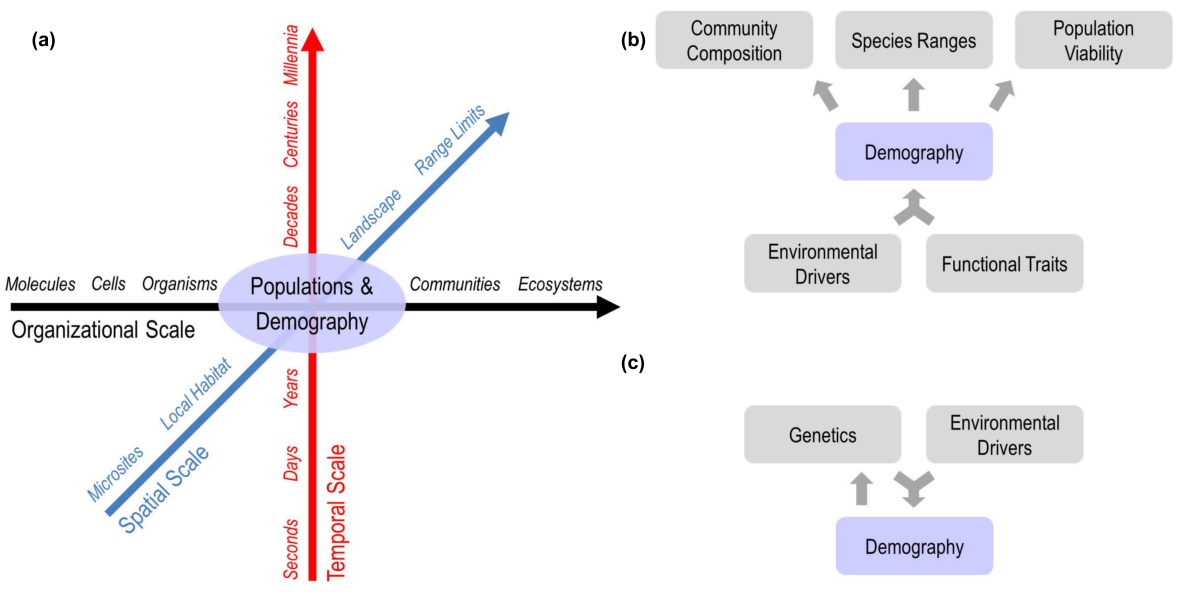 (a)
Millennia
Centuries
Decades
Range Limits
Landscape
Molecules Cells Organisms
Populations &
Demography
Communities Ecosystems
Organizational Scale
Local Habitat
Microsites
Spatial Scale
Years
Days
Seconds
Temporal Scale
(b)
Community
Composition
Species Ranges
Population
Viability
Demography
Environmental
Drivers
Functional Traits
(c)
Genetics
Environmental
Drivers
Demography